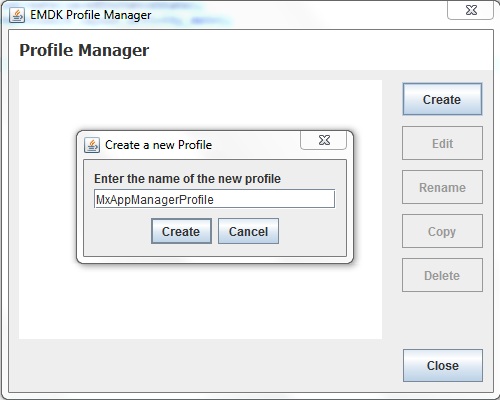 EMDK Profile Manager
Profile Manager
Create
Edit
Rename
Copy
Delete
Close
Create a new Profile
Enter the name of the new profile
MxAppManagerProfile
Create Cancel